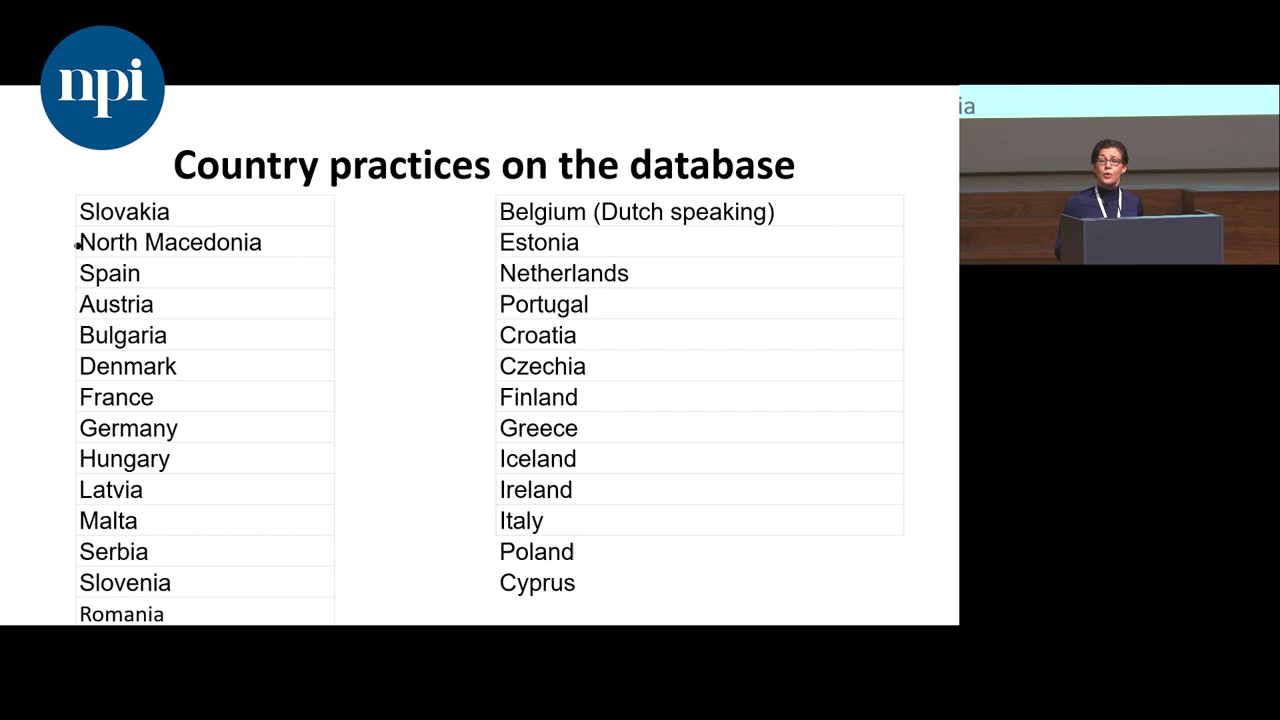 npi
ia
Country practices on the database
Slovakia
North Macedonia
Spain
Austria
Bulgaria
Denmark
France
Germany
Hungary
Latvia
Malta
Serbia
Slovenia
Romania
Belgium (Dutch speaking)
Estonia
Netherlands
Portugal
Croatia
Czechia
Finland
Greece
Iceland
Ireland
Italy
Poland
Cyprus